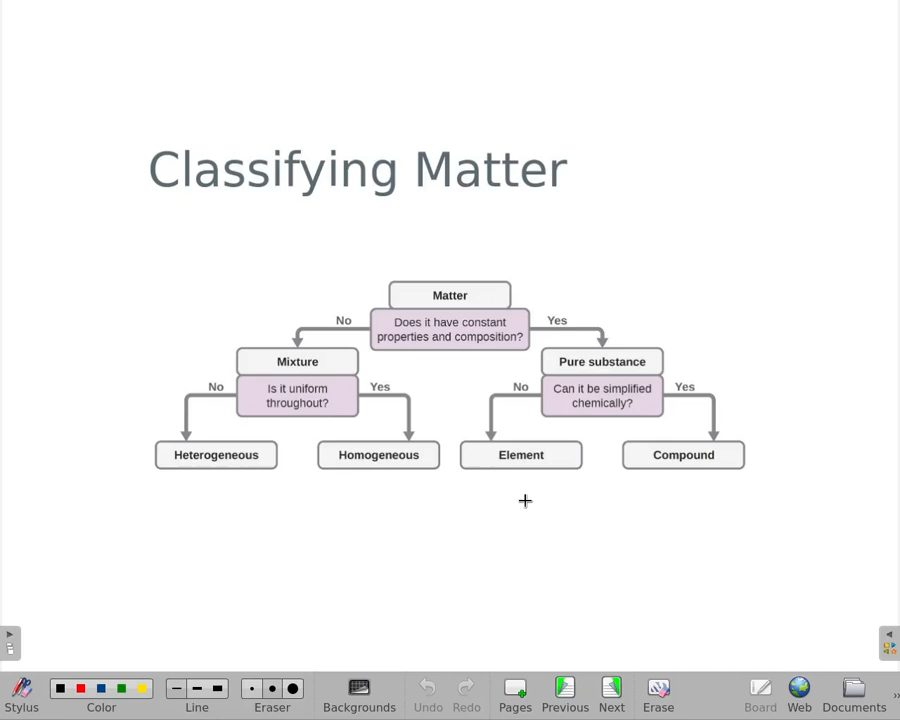 Classifying Matter
Matter
Does it have constant
properties and composition?
No
Yes
Mixture
Is it uniform
throughout?
Pure substance
Can it be simplified
chemically?
No
Yes
No
Yes
Heterogeneous
Homogeneous
Element
Compound
Stylus
Color
Line
Eraser
Backgrounds
Undo
Redo
Pages
Previous
Next
Erase
Board
Web
Documents